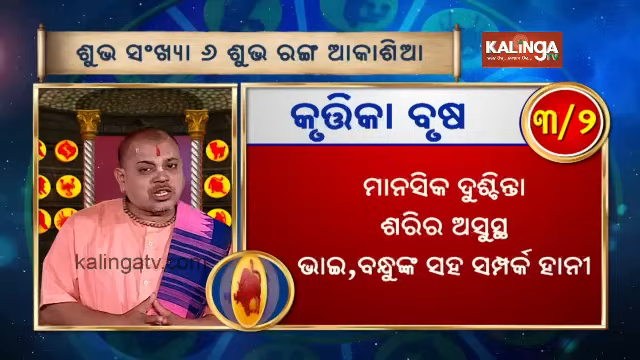 ଶୁଭ ସଂଖ୍ୟା ୬ ଶୁଭ ରଙ୍ଗ ଆକାଶିଆ
KALINGA TV
କୃତ୍ତିକା ବୃଷ
୩/୨
ମାନସିକ ଦୁଶ୍ଚିନ୍ତା
ଶରିର ଅସୁସ୍ଥ
ଭାଇ,ବନ୍ଧୁଙ୍କ ସହ ସମ୍ପର୍କ ହାନୀ
kalingatv.com